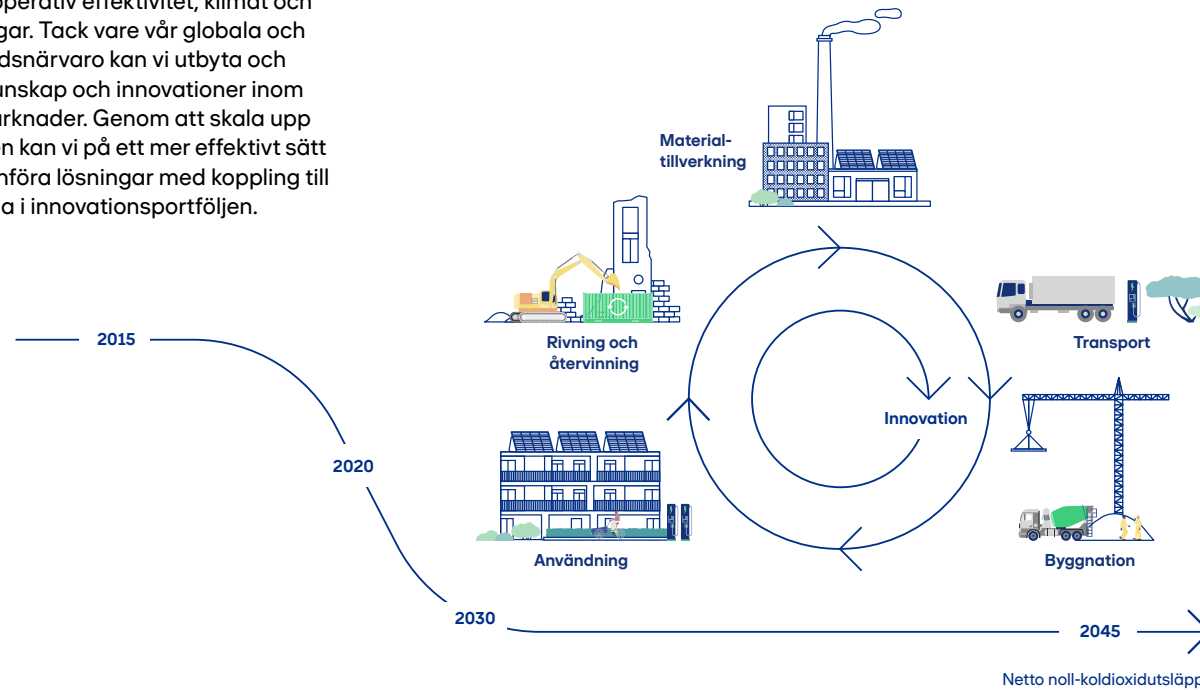 operativ effektivitet, klimat och
gar. Tack vare vår globala och
dsnärvaro kan vi utbyta och
unskap och innovationer inom
arknader. Genom att skala upp
en kan vi på ett mer effektivt sätt
nföra lösningar med koppling till
a i innovationsportföljen.
Material-
tillverkning
Rivning och
återvinning
Transport
2015
Innovation
2020
Användning
Byggnation
2030
2045
Netto noll-koldioxidutsläpp